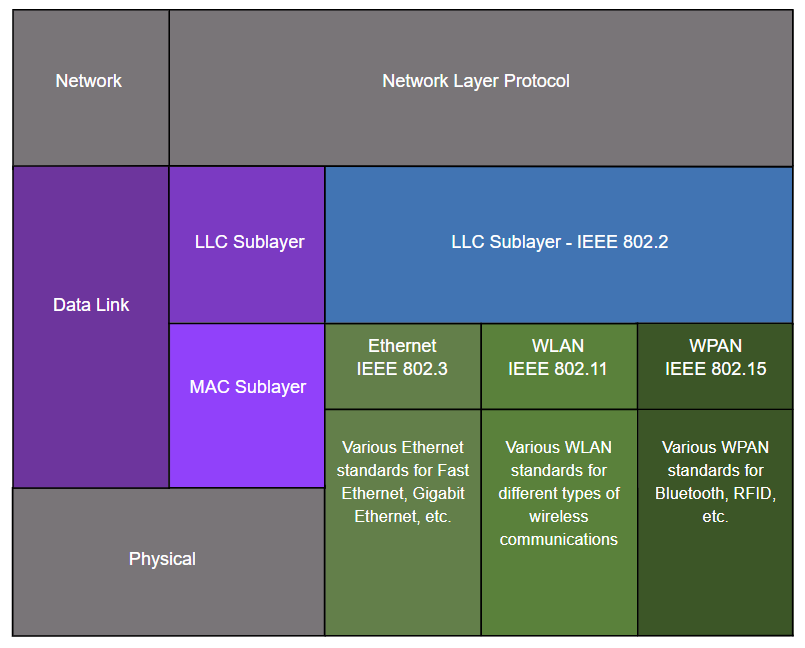 Network
Network Layer Protocol
Data Link
LLC Sublayer
LLC Sublayer - IEEE 802.2
MAC Sublayer
Ethernet
IEEE 802.3
WLAN
IEEE 802.11
WPAN
IEEE 802.15
Various Ethernet
standards for Fast
Ethernet, Gigabit
Ethernet, etc.
Various WLAN
standards for
different types of
wireless
communications
Various WPAN
standards for
Bluetooth, RFID,
etc.
Physical